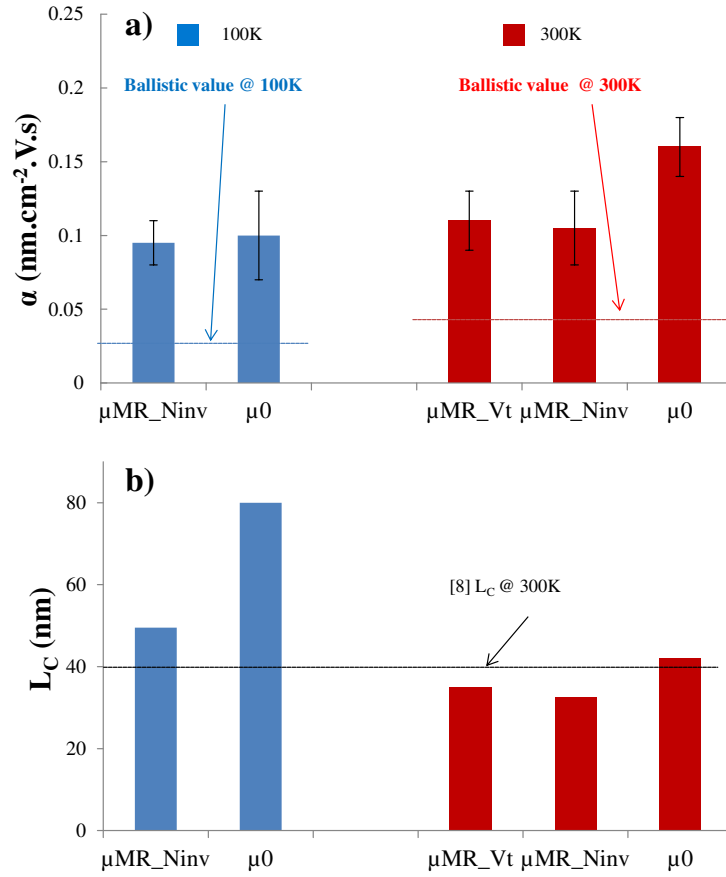 a)
100K
300K
Ballistic value @ 100K
Ballistic value @ 300K
0.25
0.2
0.15
0.1
0.05
0
α (nm.cm-2.V.s)
µMR_Ninv
µ0
µMR_Vt
µMR_Ninv
µ0
b)
[8] LC @ 300K
80
60
40
20
0
LC (nm)
µMR_Ninv
µ0
µMR_Vt
µMR_Ninv
µ0